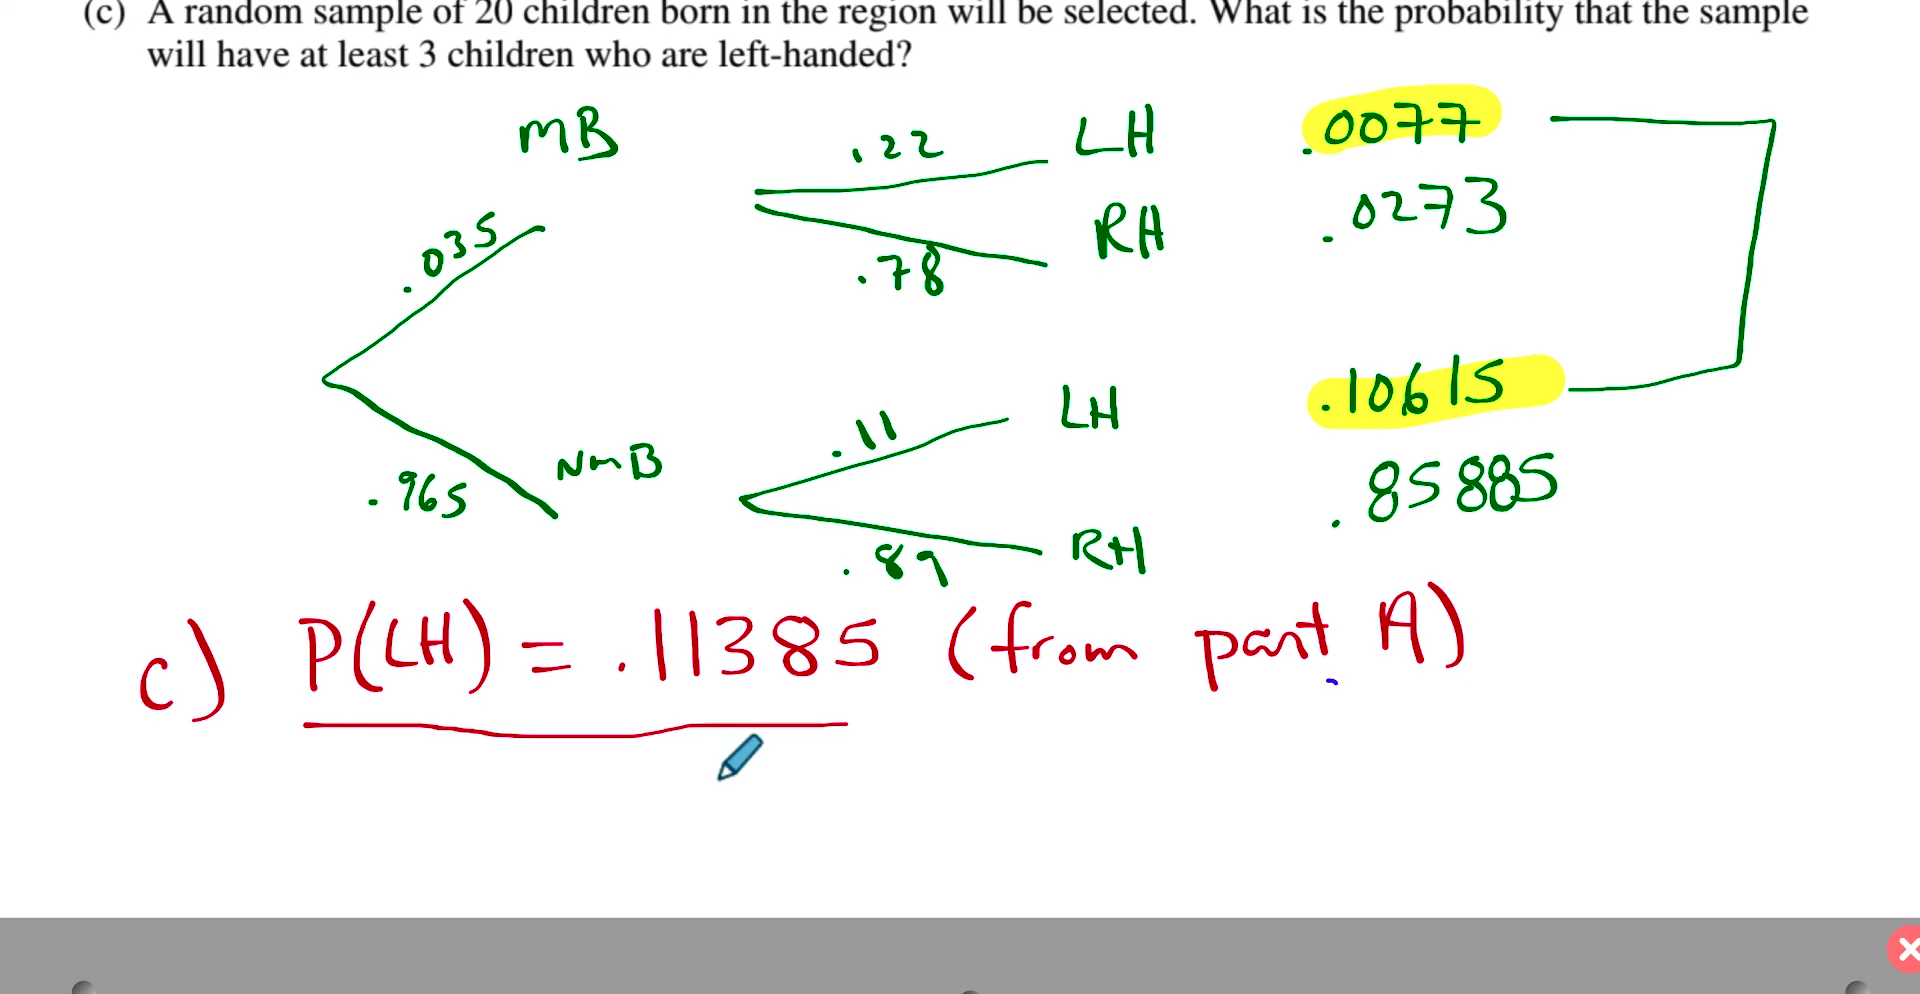 (c) A random sample of 20 children born in the region will be selected. What is the probability that the sample
will have at least 3 children who are left-handed?
MB .22 LH .0077
.035 .78 RH .0273
.11 LH .10615
.965 NMB .89 RH .85885
c) P(LH) = .11385 (from part A)